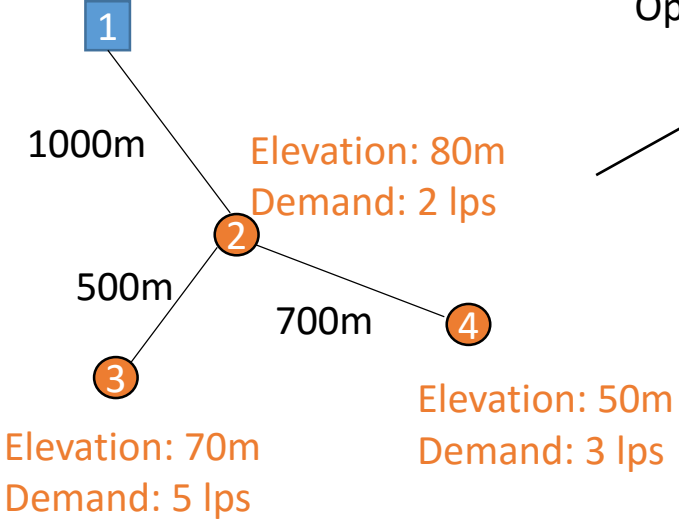 Op
1
1000m
Elevation: 80m
Demand: 2 lps
2
500m
700m
4
3
Elevation: 50m
Demand: 3 lps
Elevation: 70m
Demand: 5 lps